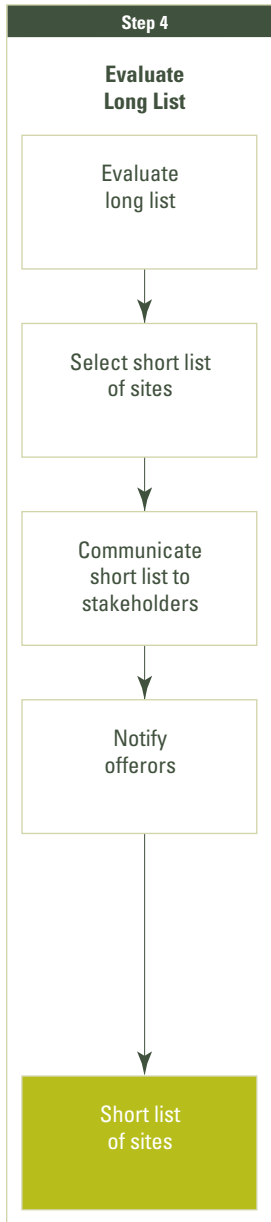 Step 4
Evaluate
Long List
Evaluate
long list
Select short list
of sites
Communicate
short list to
stakeholders
Notify
offerors
Short list
of sites